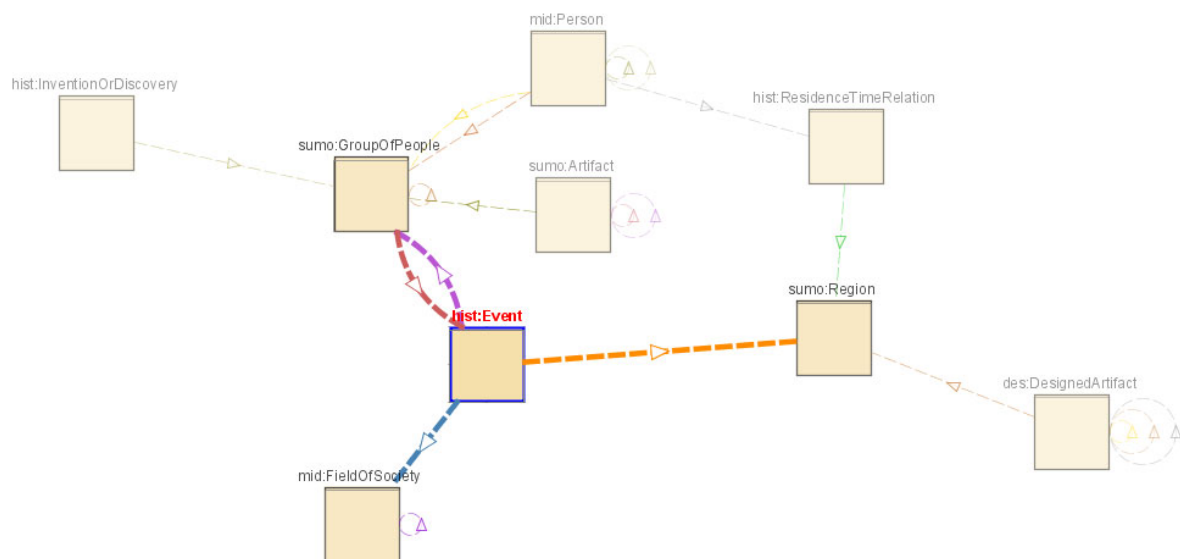 mid:Person
hist:InventionOrDiscovery
hist:ResidenceTimeRelation
sumo:GroupOfPeople
sumo:Artifact
sumo:Region
hist:Event
des:DesignedArtifact
mid:FieldOfSociety